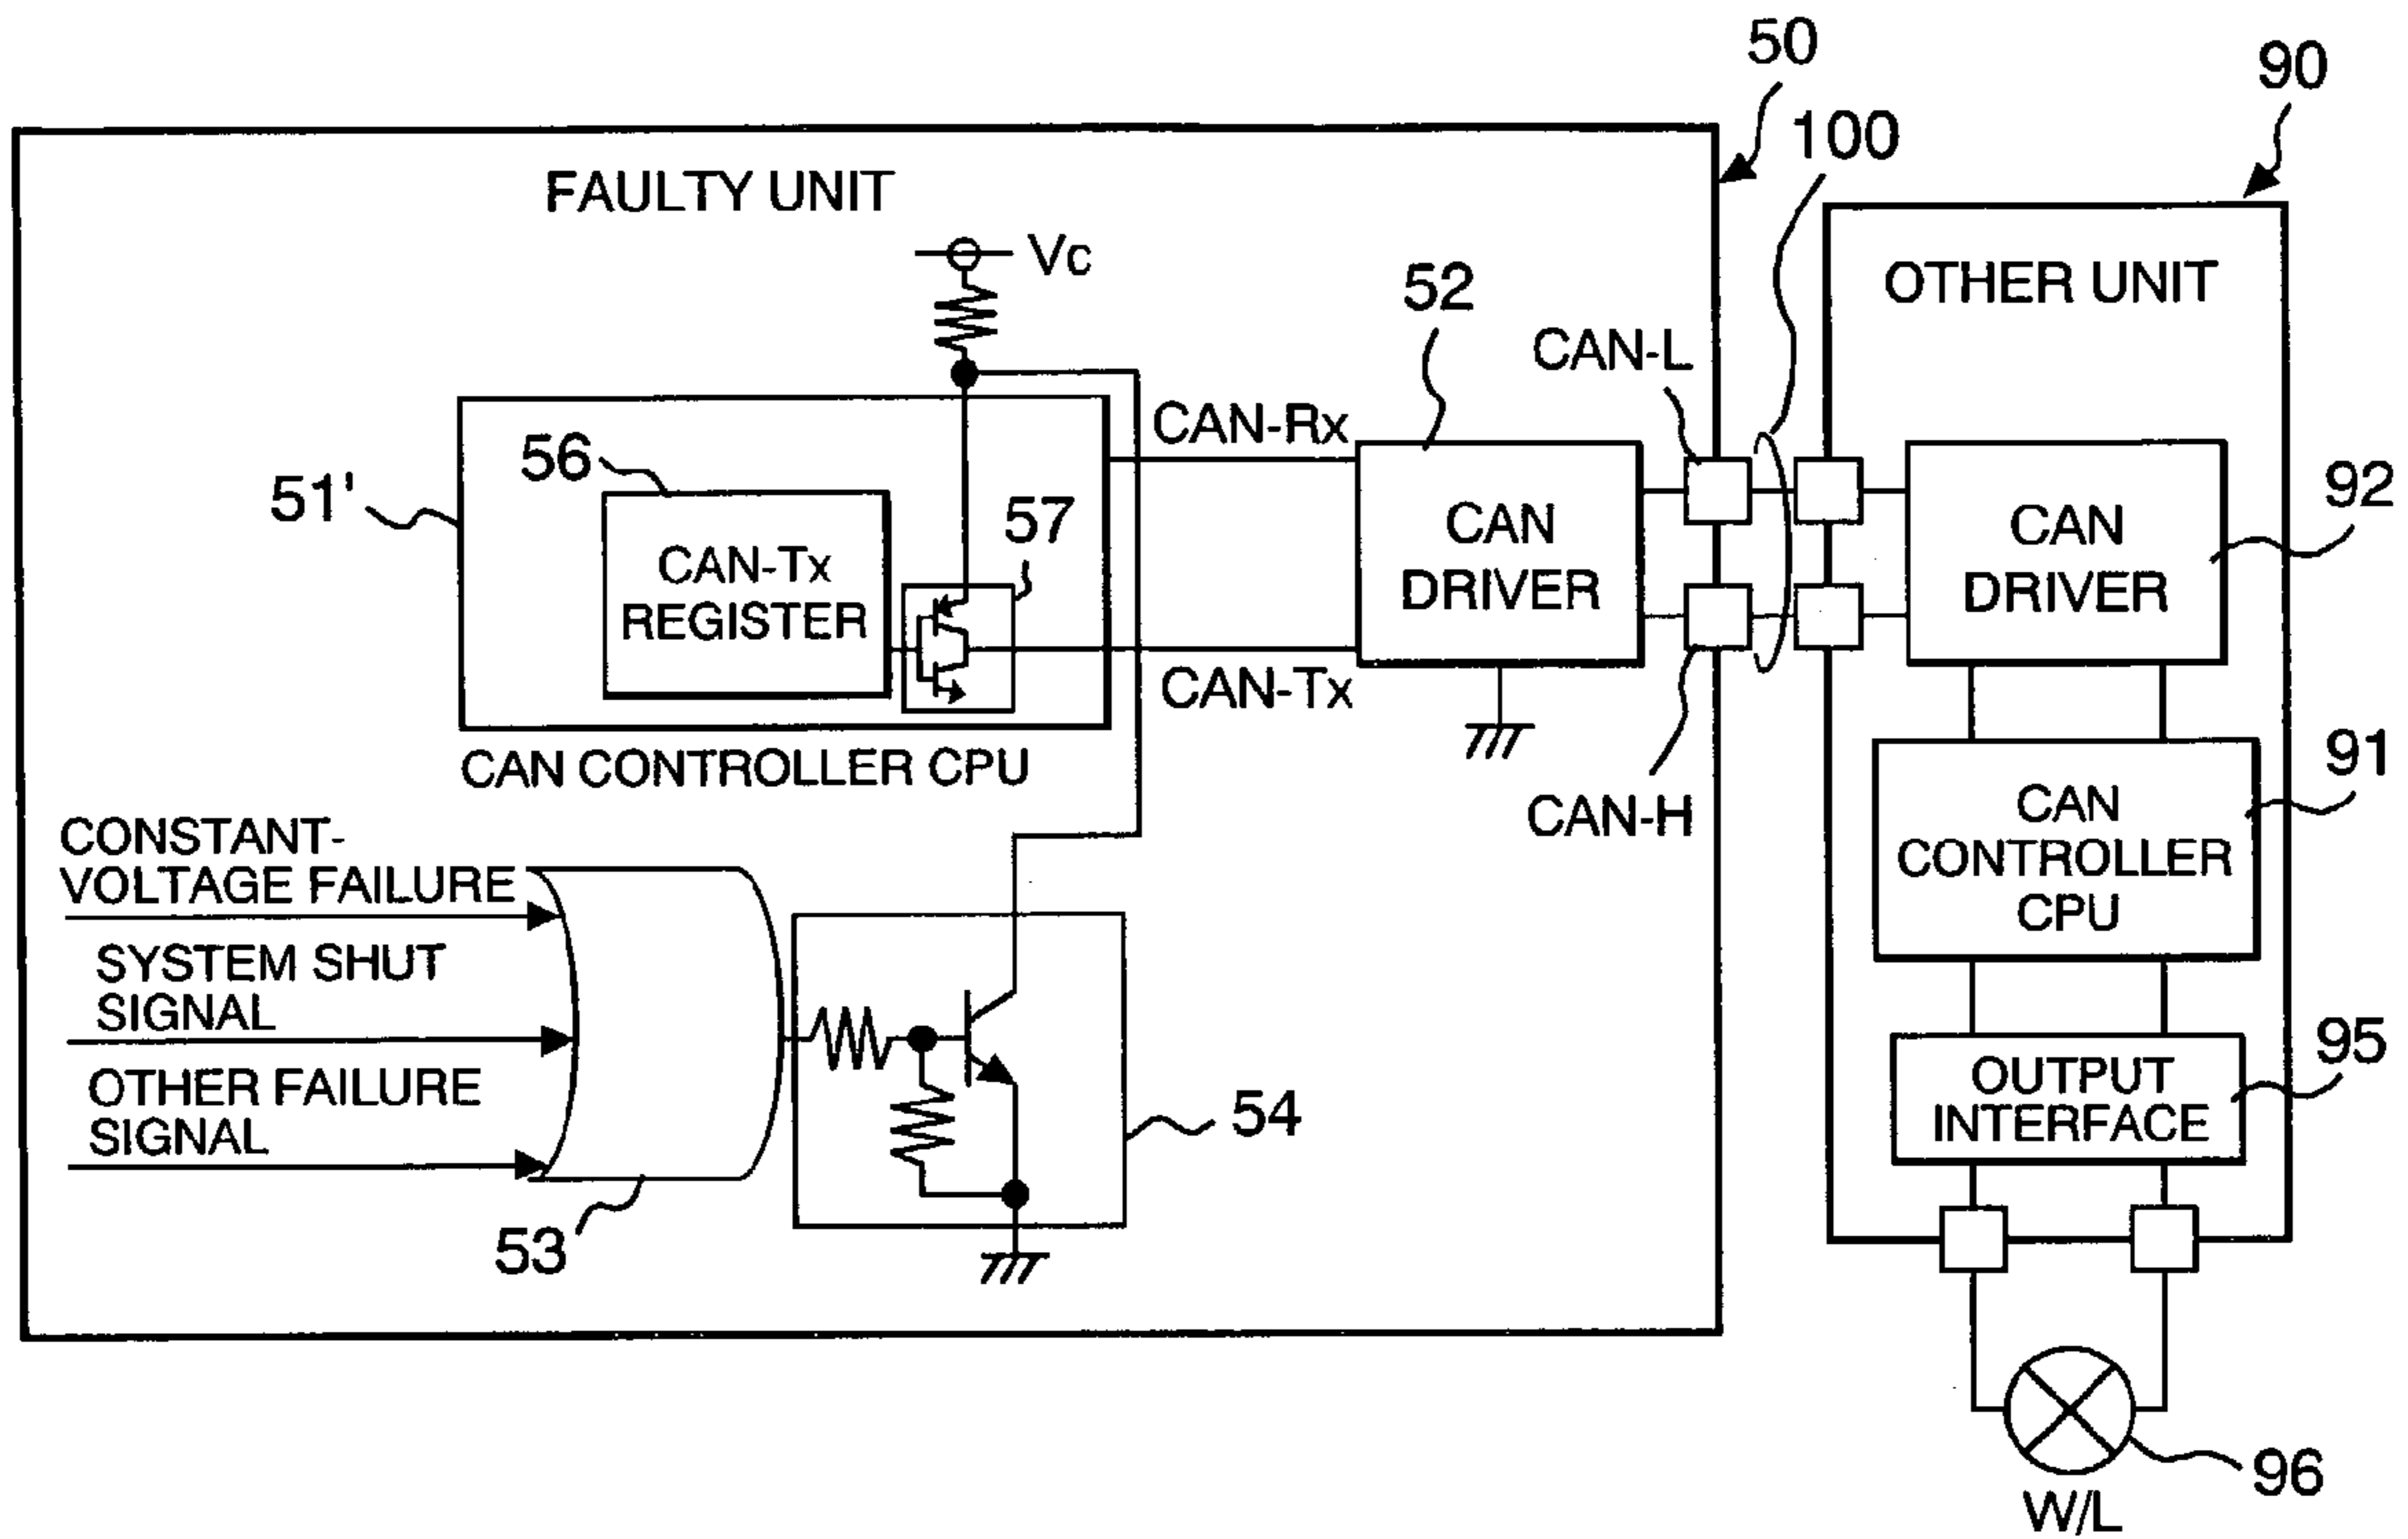 50
90
100
FAULTY UNIT
Vc
OTHER UNIT
52
CAN-L
CAN-Rx
56
51'
57
92
CAN-Tx
REGISTER
CAN
DRIVER
CAN
DRIVER
CAN-Tx
CAN CONTROLLER CPU
CAN-H
91
CAN
CONTROLLER
CPU
CONSTANT-
VOLTAGE FAILURE
SYSTEM SHUT
SIGNAL
OTHER FAILURE
SIGNAL
53
54
95
OUTPUT
INTERFACE
96
W/L